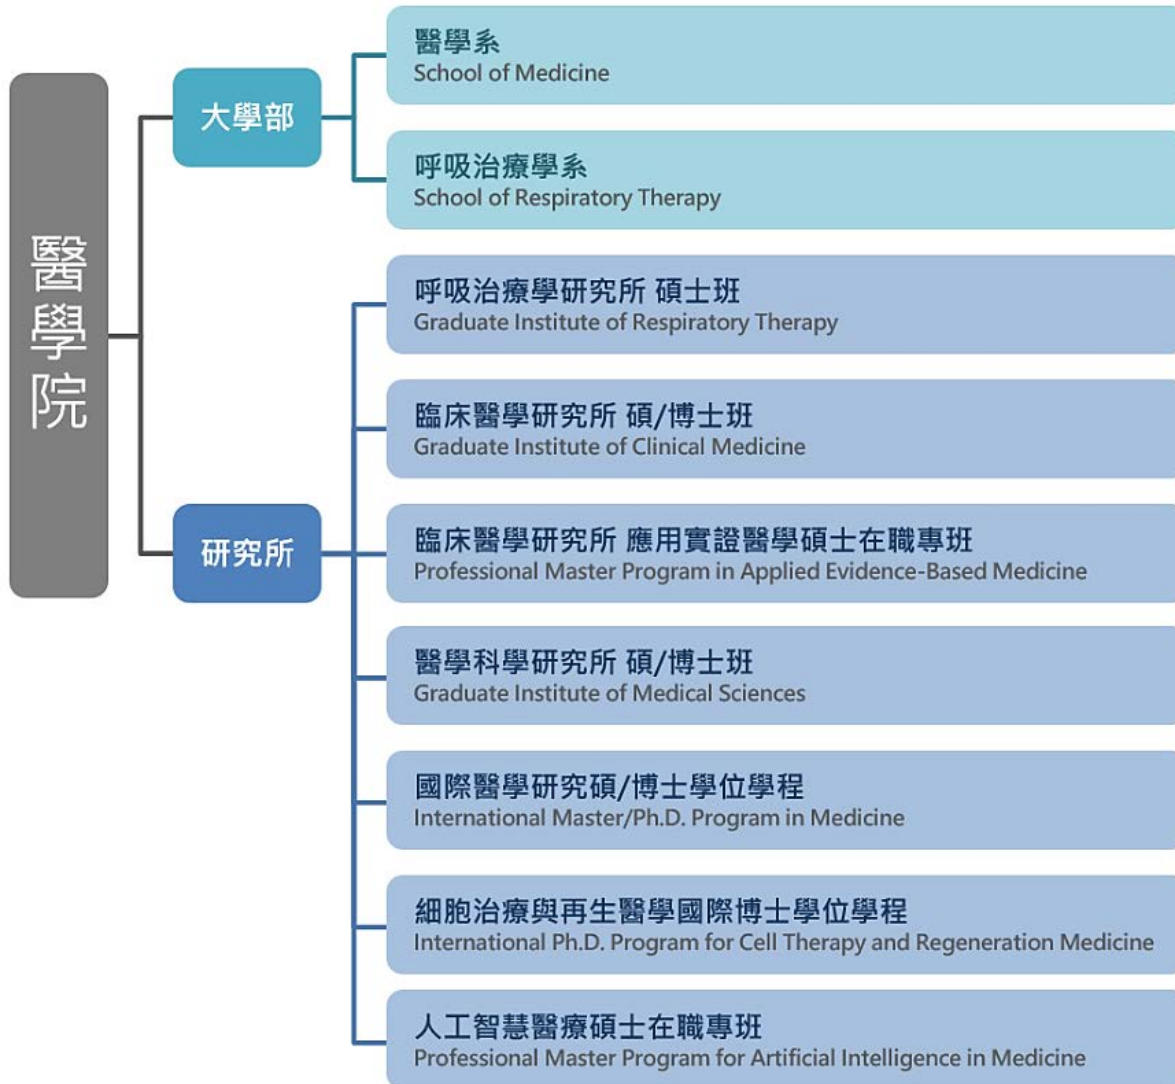 醫學院
大學部
醫學系
School of Medicine
呼吸治療學系
School of Respiratory Therapy
研究所
呼吸治療學研究所 碩士班
Graduate Institute of Respiratory Therapy
臨床醫學研究所 碩/博士班
Graduate Institute of Clinical Medicine
臨床醫學研究所 應用實證醫學碩士在職專班
Professional Master Program in Applied Evidence-Based Medicine
醫學科學研究所 碩/博士班
Graduate Institute of Medical Sciences
國際醫學研究碩/博士學位學程
International Master/Ph.D. Program in Medicine
細胞治療與再生醫學國際博士學位學程
International Ph.D. Program for Cell Therapy and Regeneration Medicine
人工智慧醫療碩士在職專班
Professional Master Program for Artificial Intelligence in Medicine